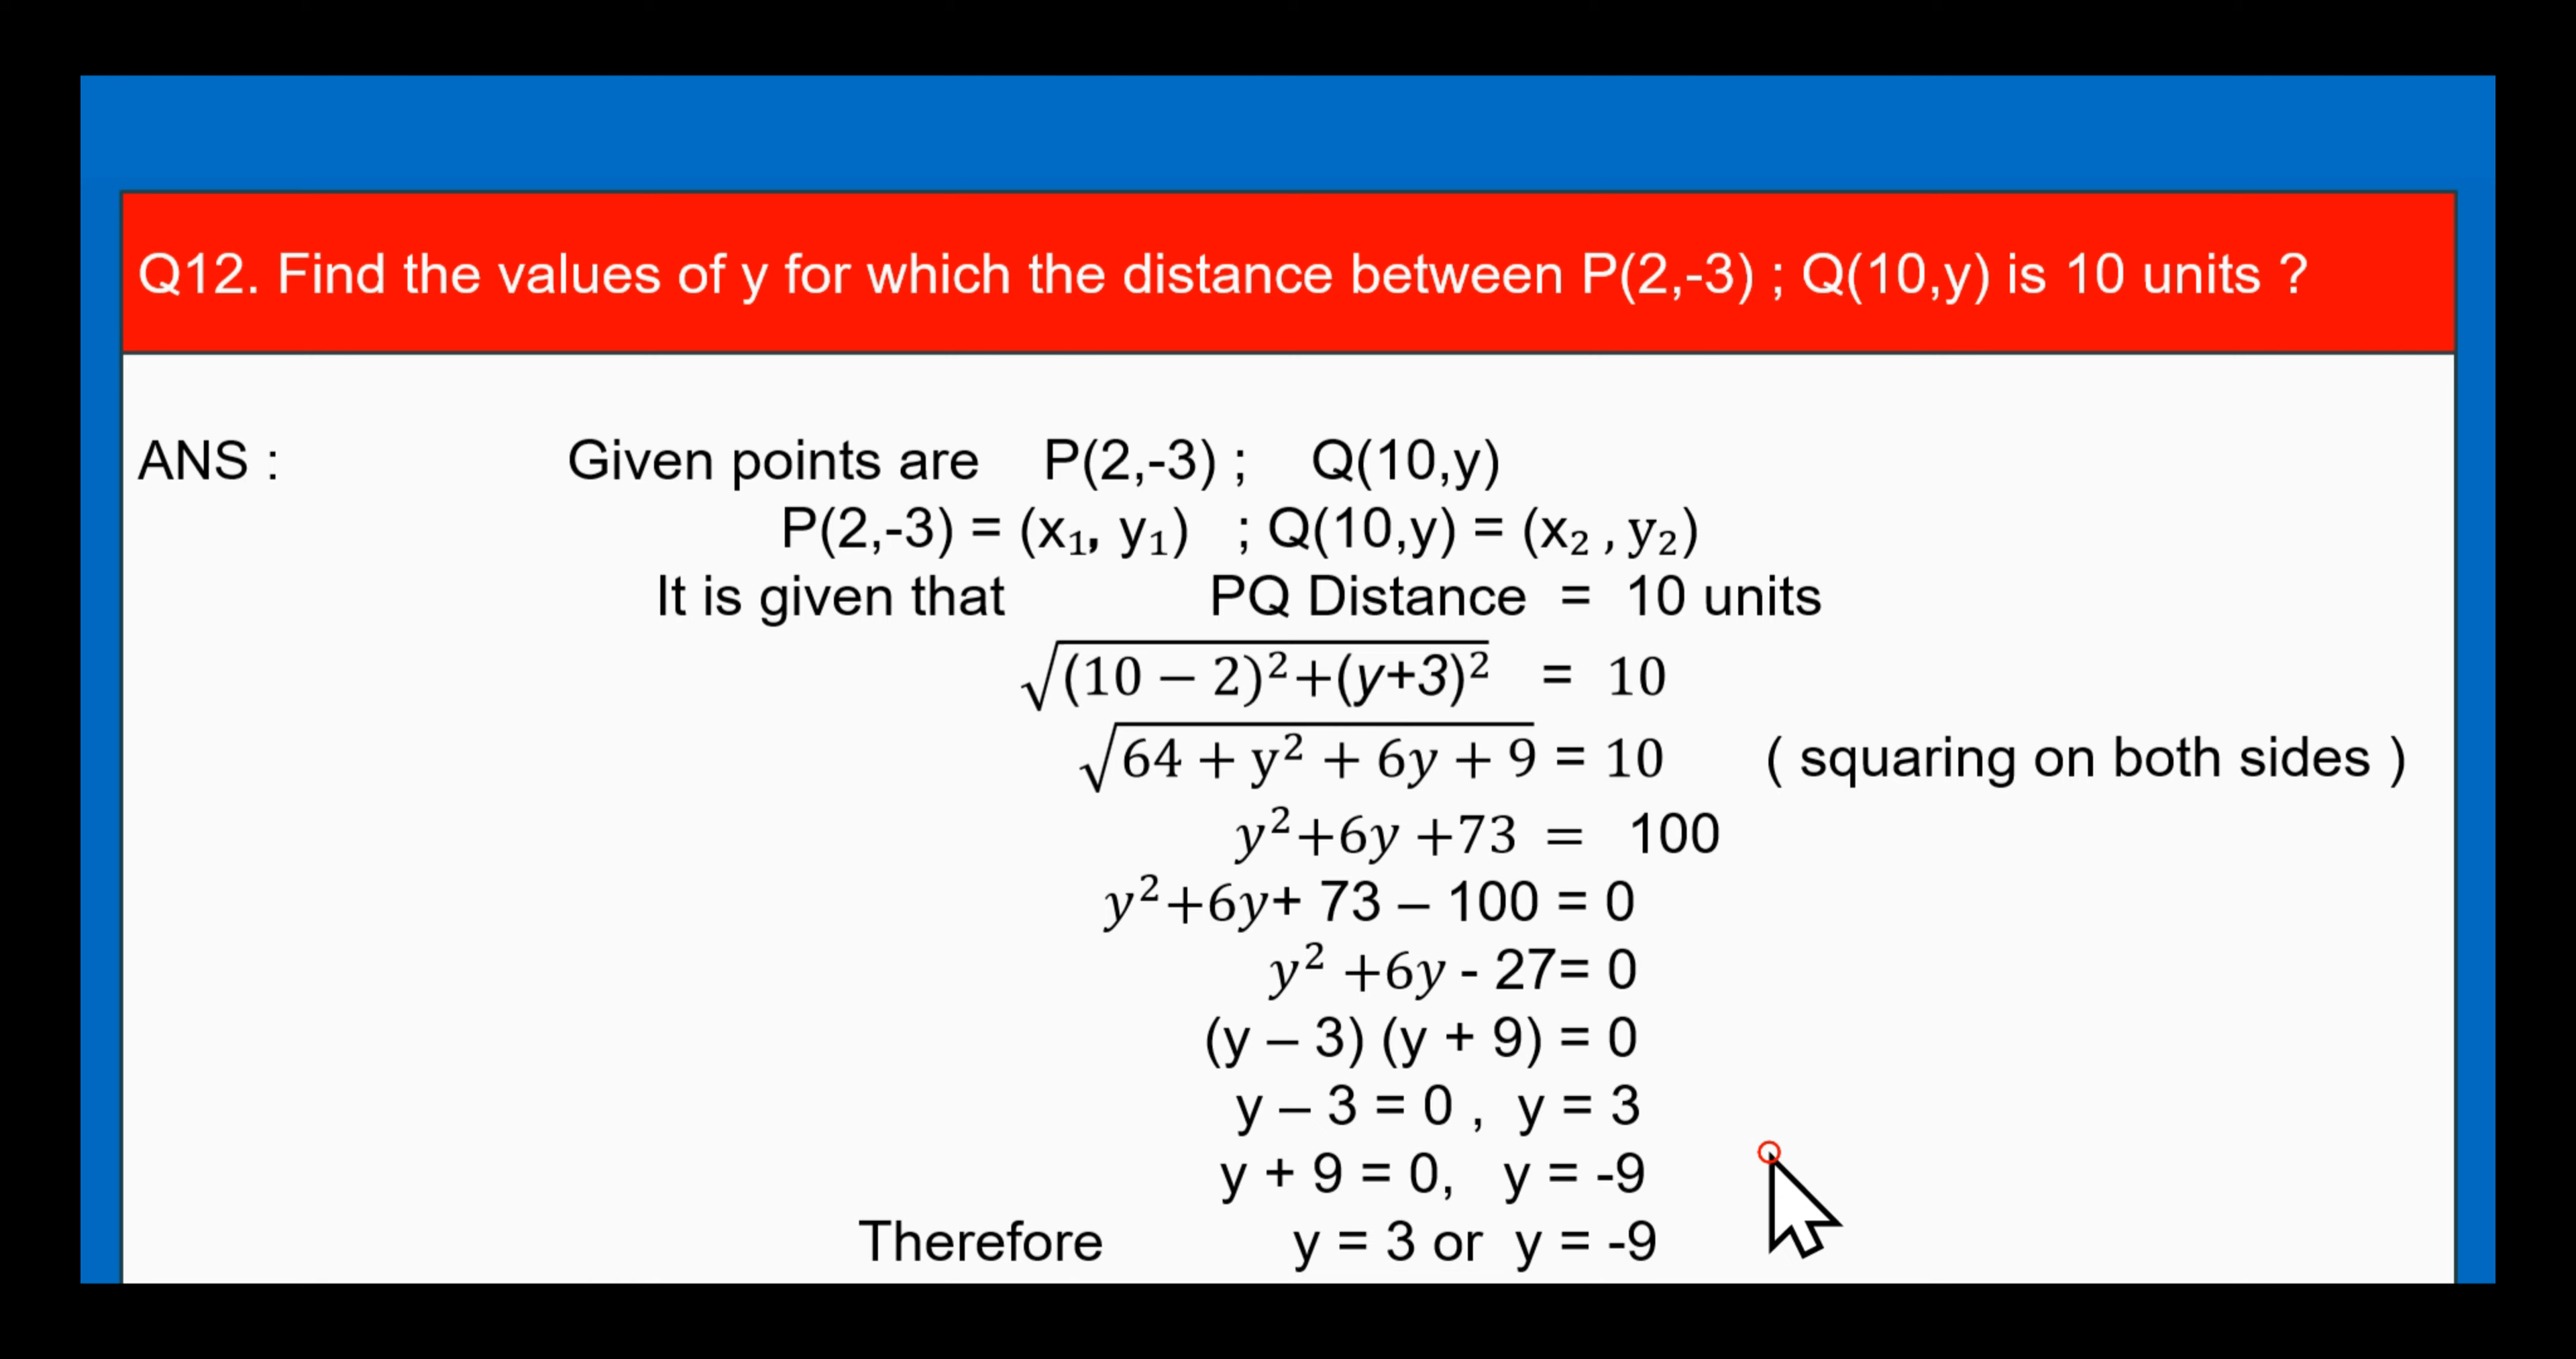 Q12. Find the values of y for which the distance between P(2,-3) ; Q(10,y) is 10 units ?
ANS : Given points are P(2,-3) ; Q(10,y)
P(2,-3) = (x₁, y₁) ; Q(10,y) = (x₂ , y₂)
It is given that PQ Distance = 10 units
√(10 − 2)²+(y+3)² = 10
√64 + y² + 6y + 9 = 10 ( squaring on both sides )
y²+6y +73 = 100
y²+6y+ 73 – 100 = 0
y² +6y - 27= 0
(y – 3) (y + 9) = 0
y – 3 = 0 , y = 3
y + 9 = 0, y = -9
Therefore y = 3 or y = -9